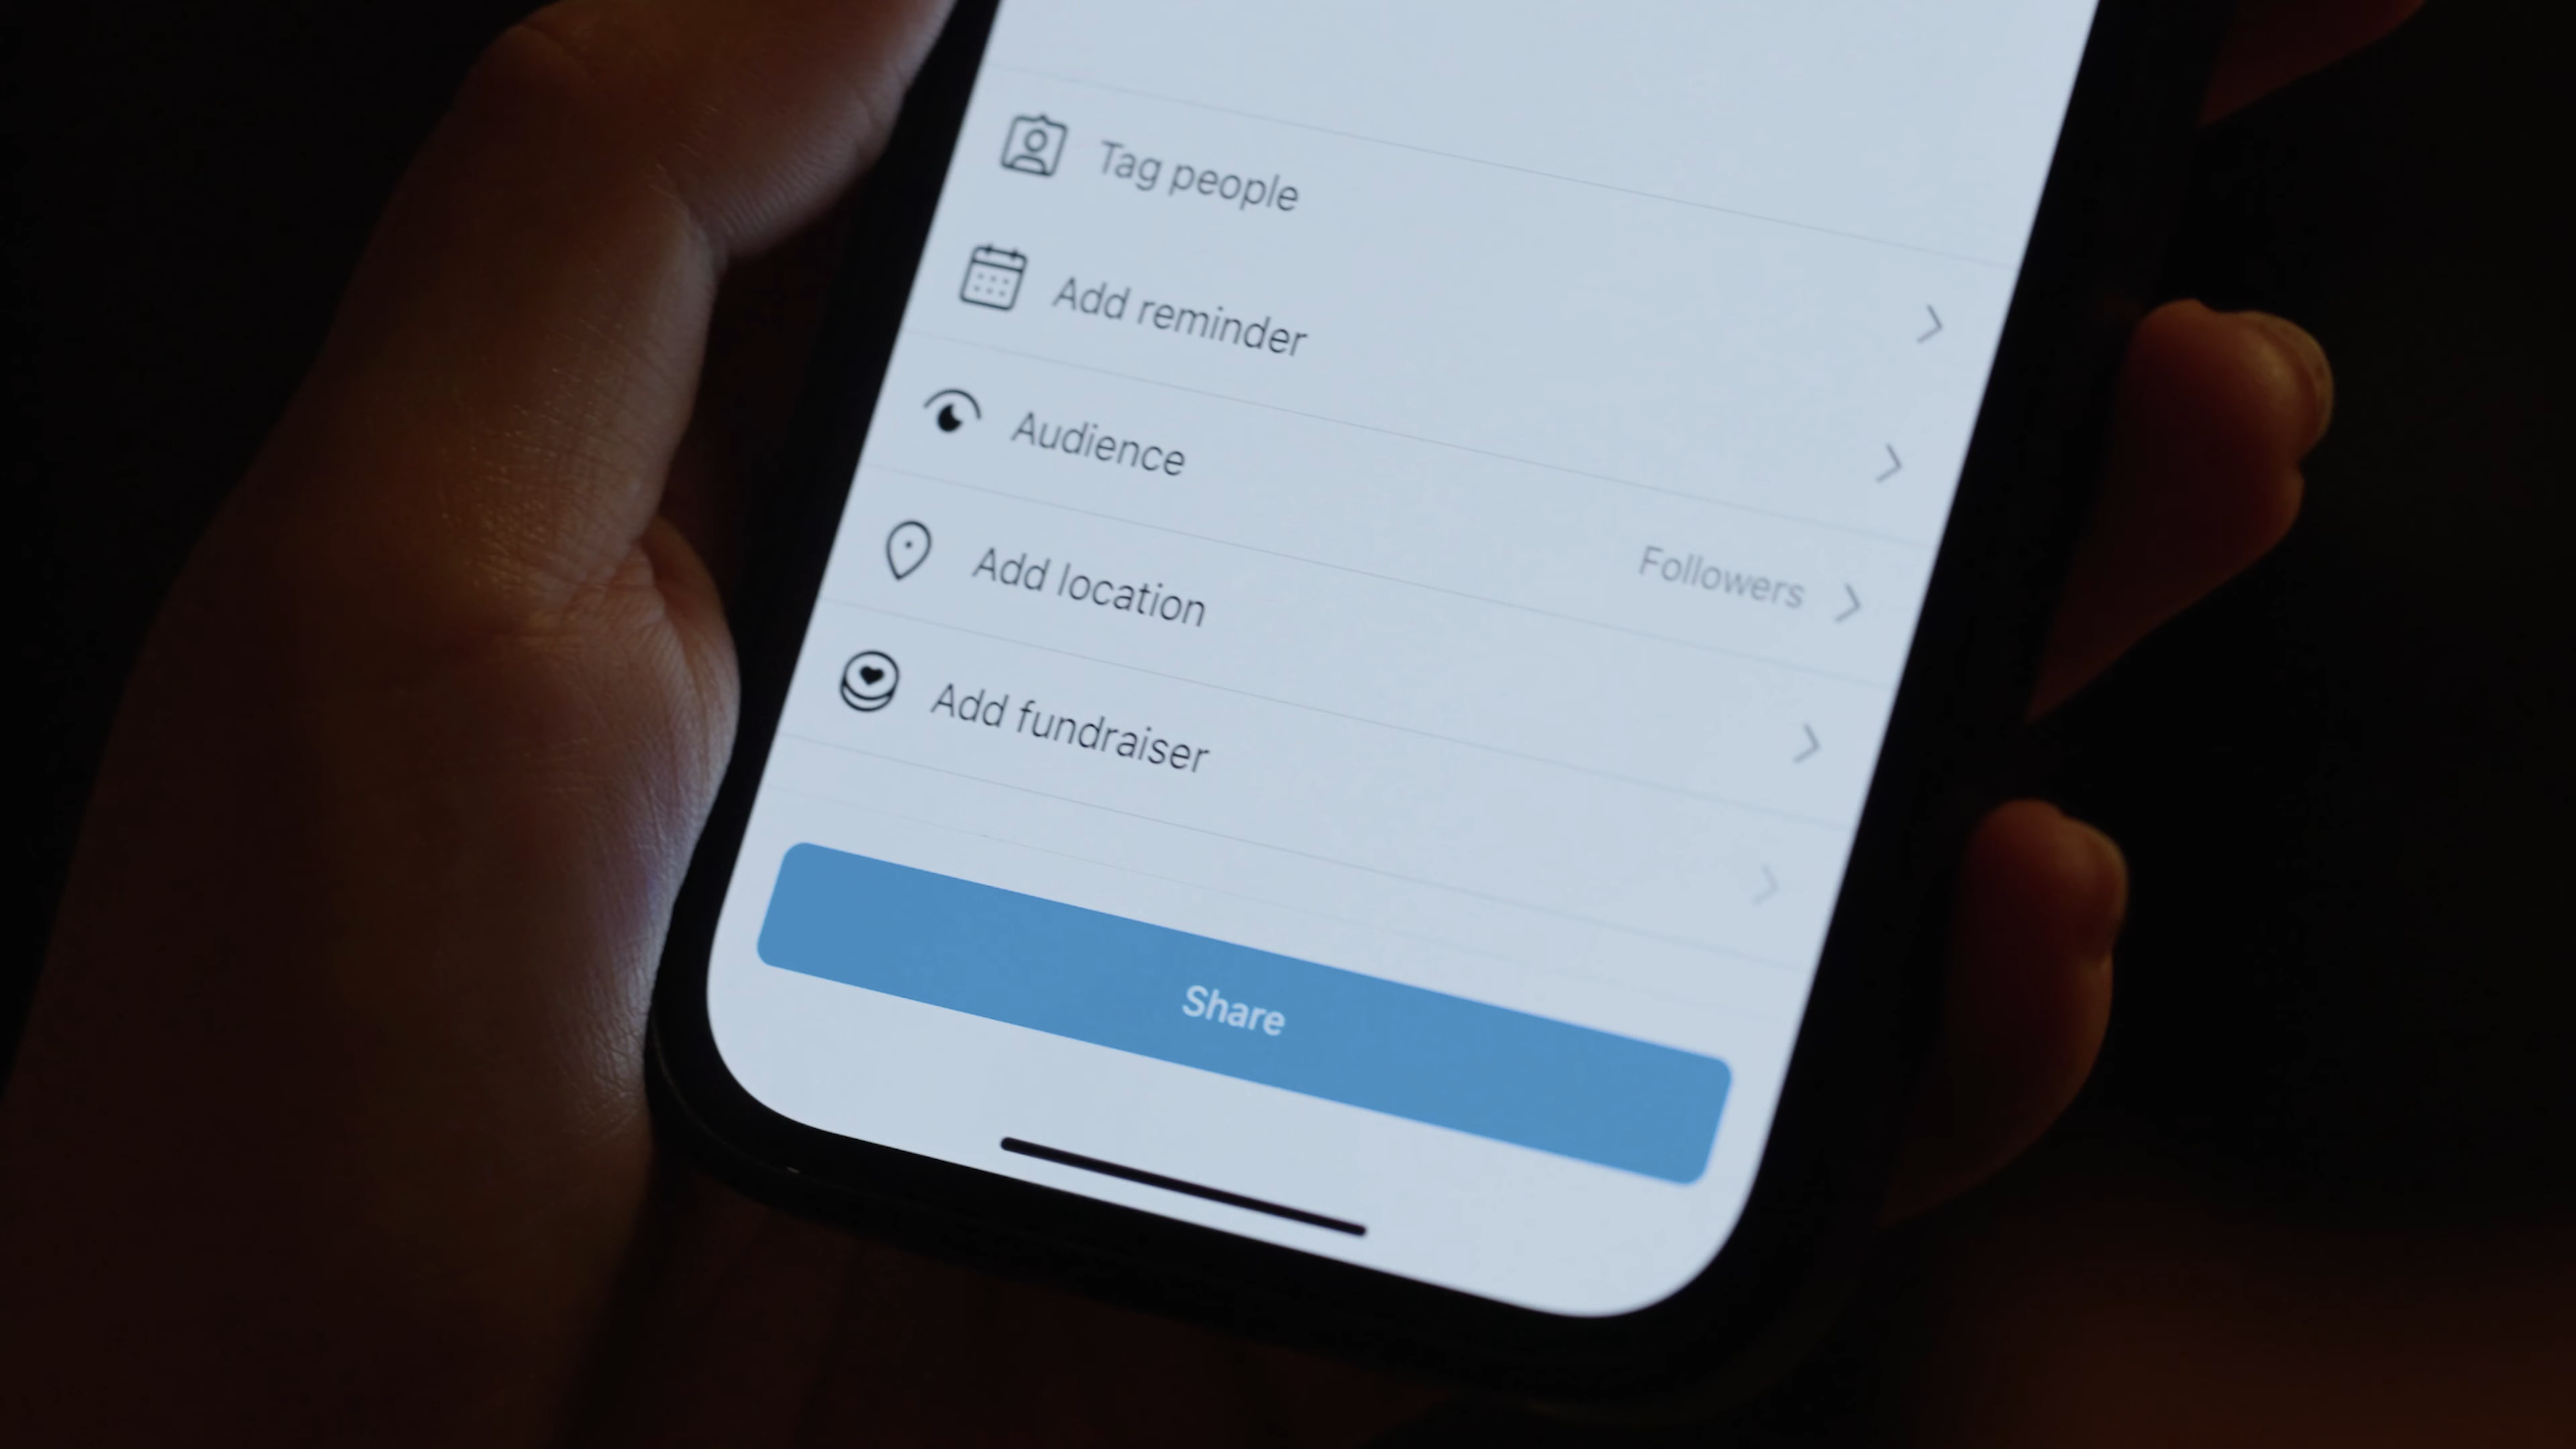 Tag people
Add reminder
Audience
Followers
Add location
Add fundraiser
Share